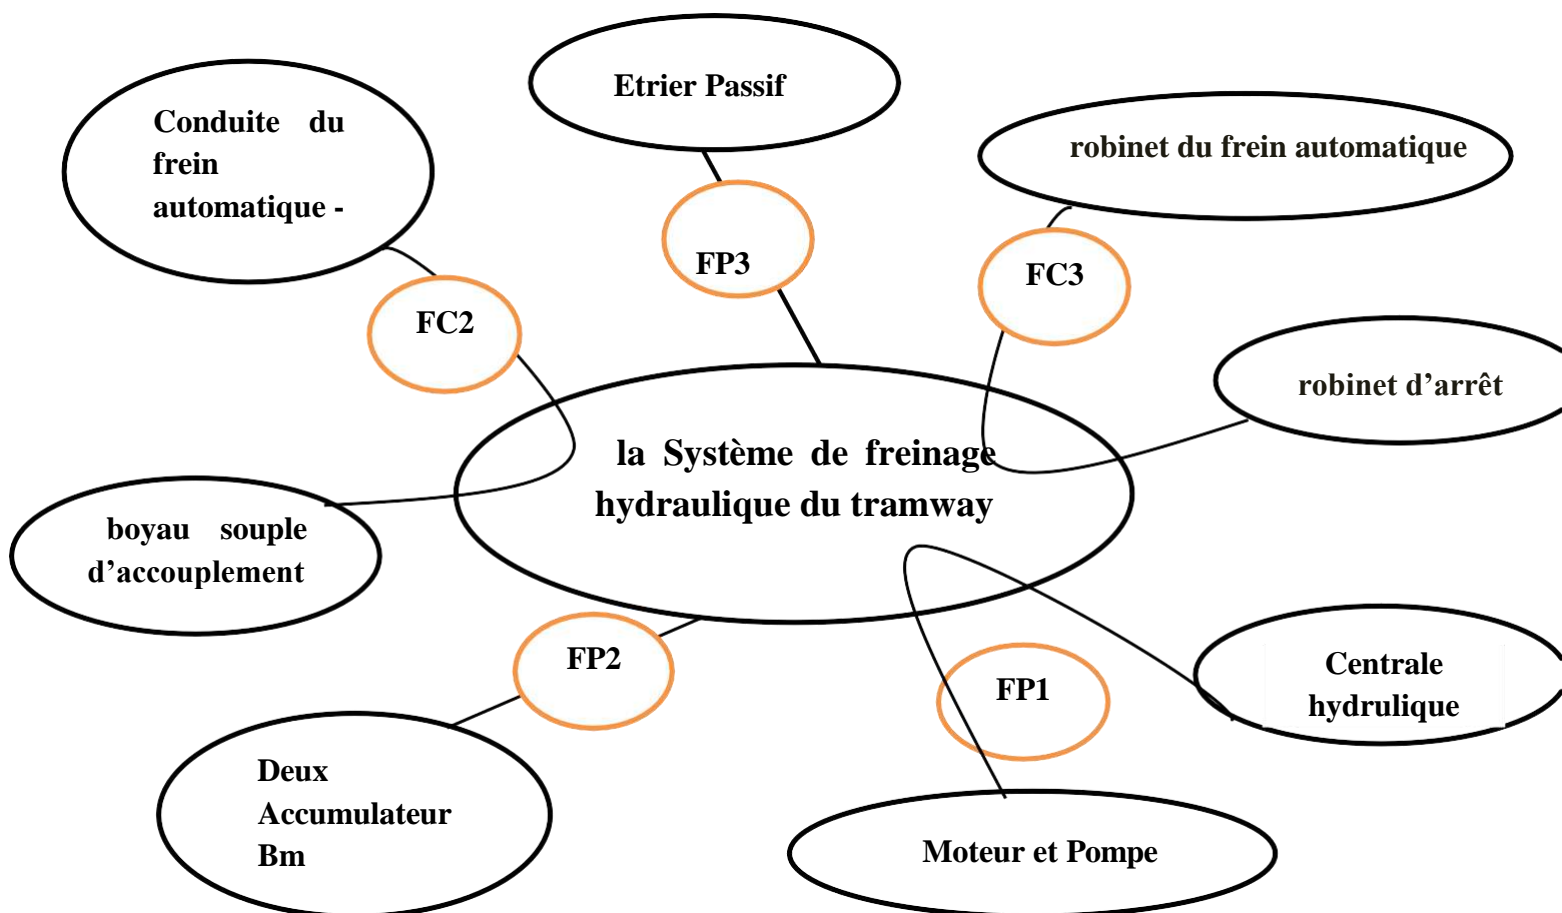 Etrier Passif
Conduite du
frein
automatique -
robinet du frein automatique
FP3
FC3
FC2
robinet d’arrêt
la Système de freinage
hydraulique du tramway
boyau souple
d’accouplement
FP2
FP1
Centrale
hydrulique
Deux
Accumulateur
Bm
Moteur et Pompe